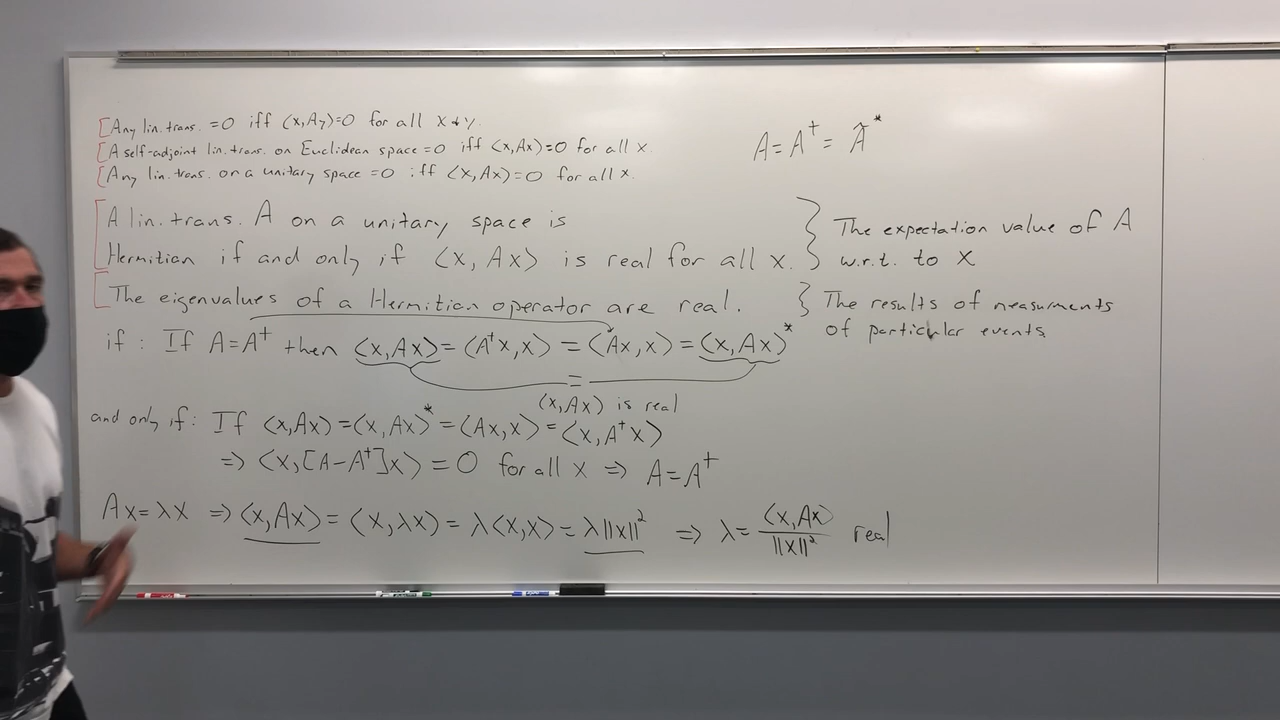 [Any lin. trans. =0 iff ⟨x,Ay⟩=0 for all x & y.
[A self-adjoint lin. trans. on Euclidean space =0 iff ⟨x,Ax⟩=0 for all x.
[Any lin. trans. on a unitary space =0 iff ⟨x,Ax⟩=0 for all x.
A = A† = Ã*
[A lin. trans. A on a unitary space is
Hermitian if and only if ⟨x, Ax⟩ is real for all x.
} The expectation value of A
w.r.t. to x
[The eigenvalues of a Hermitian operator are real.
} The results of measurments
of particular events
if : If A=A† then ⟨x,Ax⟩ = ⟨A†x,x⟩ = ⟨Ax,x⟩ = ⟨x,Ax⟩*
=
⟨x,Ax⟩ is real
and only if: If ⟨x,Ax⟩ = ⟨x,Ax⟩* = ⟨Ax,x⟩ = ⟨x,A†x⟩
⇒ ⟨x,[A-A†]x⟩ = 0 for all x ⇒ A = A†
Ax=λx ⇒ ⟨x,Ax⟩ = ⟨x,λx⟩ = λ⟨x,x⟩ = λ||x||² ⇒ λ = ⟨x,Ax⟩/||x||² real